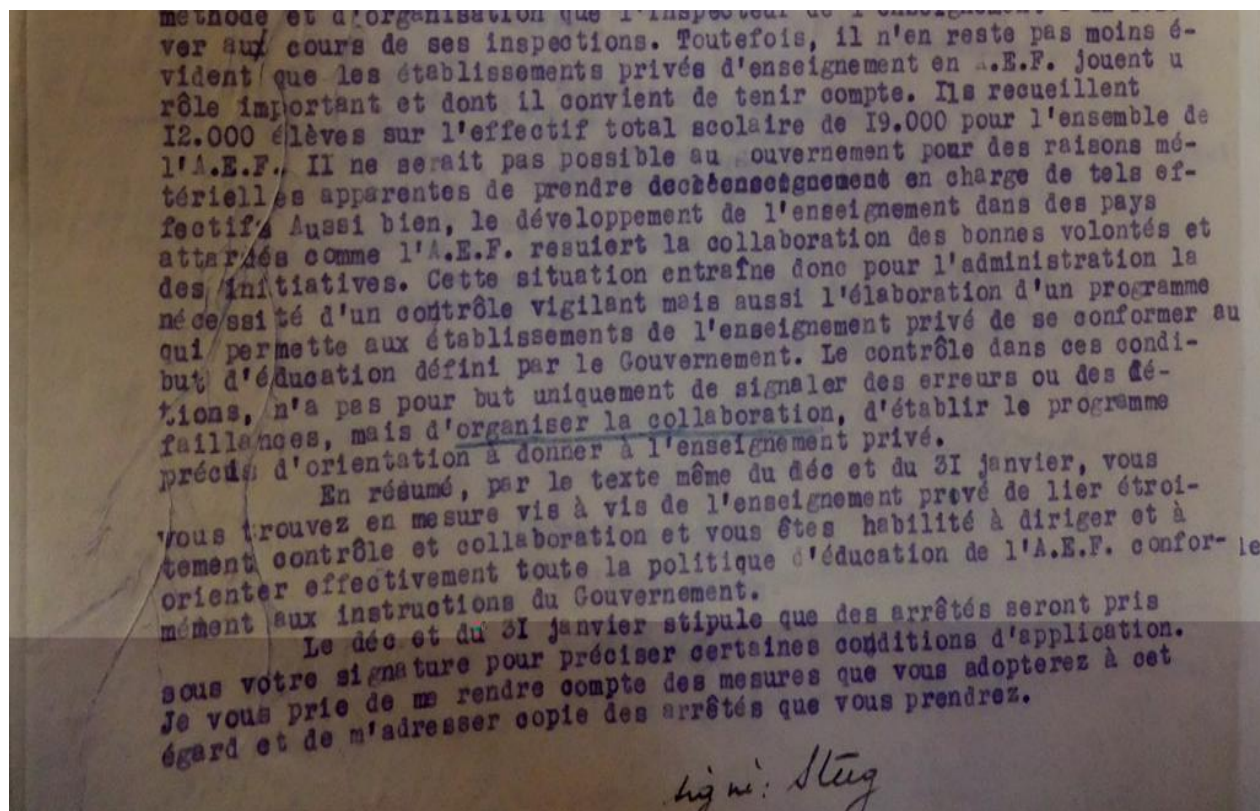 méthode et d'organisation que l'Inspecteur de l'enseignement
ver aux cours de ses inspections. Toutefois, il n'en reste pas moins é-
vident que les établissements privés d'enseignement en A.E.F. jouent u
rôle important et dont il convient de tenir compte. Ils recueillent
I2.000 élèves sur l'effectif total scolaire de I9.000 pour l'ensemble de
l'A.E.F. II ne serait pas possible au gouvernement pour des raisons mé-
térielles apparentes de prendre en charge de tels ef-
fectifs Aussi bien, le développement de l'enseignement dans des pays
attardés comme l'A.E.F. resuiert la collaboration des bonnes volontés et
des initiatives. Cette situation entraîne donc pour l'administration la
nécessité d'un contrôle vigilant mais aussi l'élaboration d'un programme
qui permette aux établissements de l'enseignement privé de se conformer au
but d'éducation défini par le Gouvernement. Le contrôle dans ces condi-
tions, n'a pas pour but uniquement de signaler des erreurs ou des dé-
faillances, mais d'organiser la collaboration, d'établir le programme
précis d'orientation à donner à l'enseignement privé.
En résumé, par le texte même du déc et du 3I janvier, vous
vous trouvez en mesure vis à vis de l'enseignement prové de lier étroi-
tement contrôle et collaboration et vous êtes habilité à diriger et à
orienter effectivement toute la politique d'éducation de l'A.E.F. confor-
mément aux instructions du Gouvernement.
Le déc et du 3I janvier stipule que des arrêtés seront pris
sous votre signature pour préciser certaines conditions d'application.
Je vous prie de me rendre compte des mesures que vous adopterez à cet
égard et de m'adresser copie des arrêtés que vous prendrez.
signé: Steeg